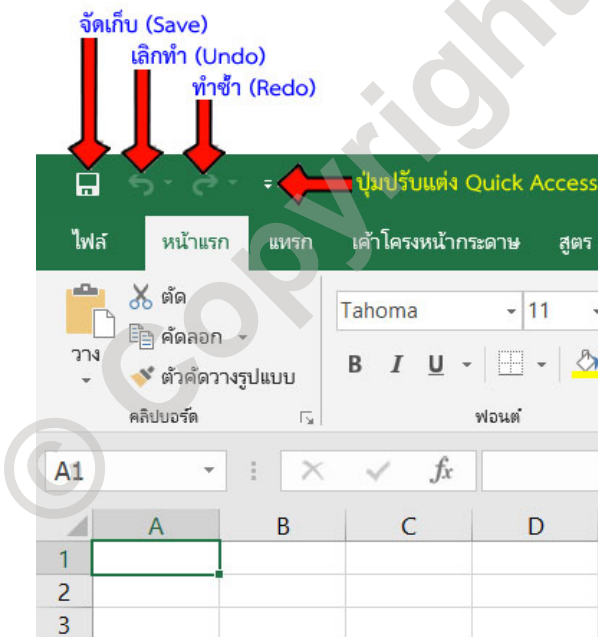 จัดเก็บ (Save)
เลิกทำ (Undo)
ทำซ้ำ (Redo)
ปุ่มปรับแต่ง Quick Access
ไฟล์ หน้าแรก แทรก เค้าโครงหน้ากระดาษ สูตร
ตัด
Tahoma 11
คัดลอก
วาง
B I U
ตัวคัดวางรูปแบบ
คลิปบอร์ด ฟอนต์
A1 fx
A B C D
1
2
3
© Copyright